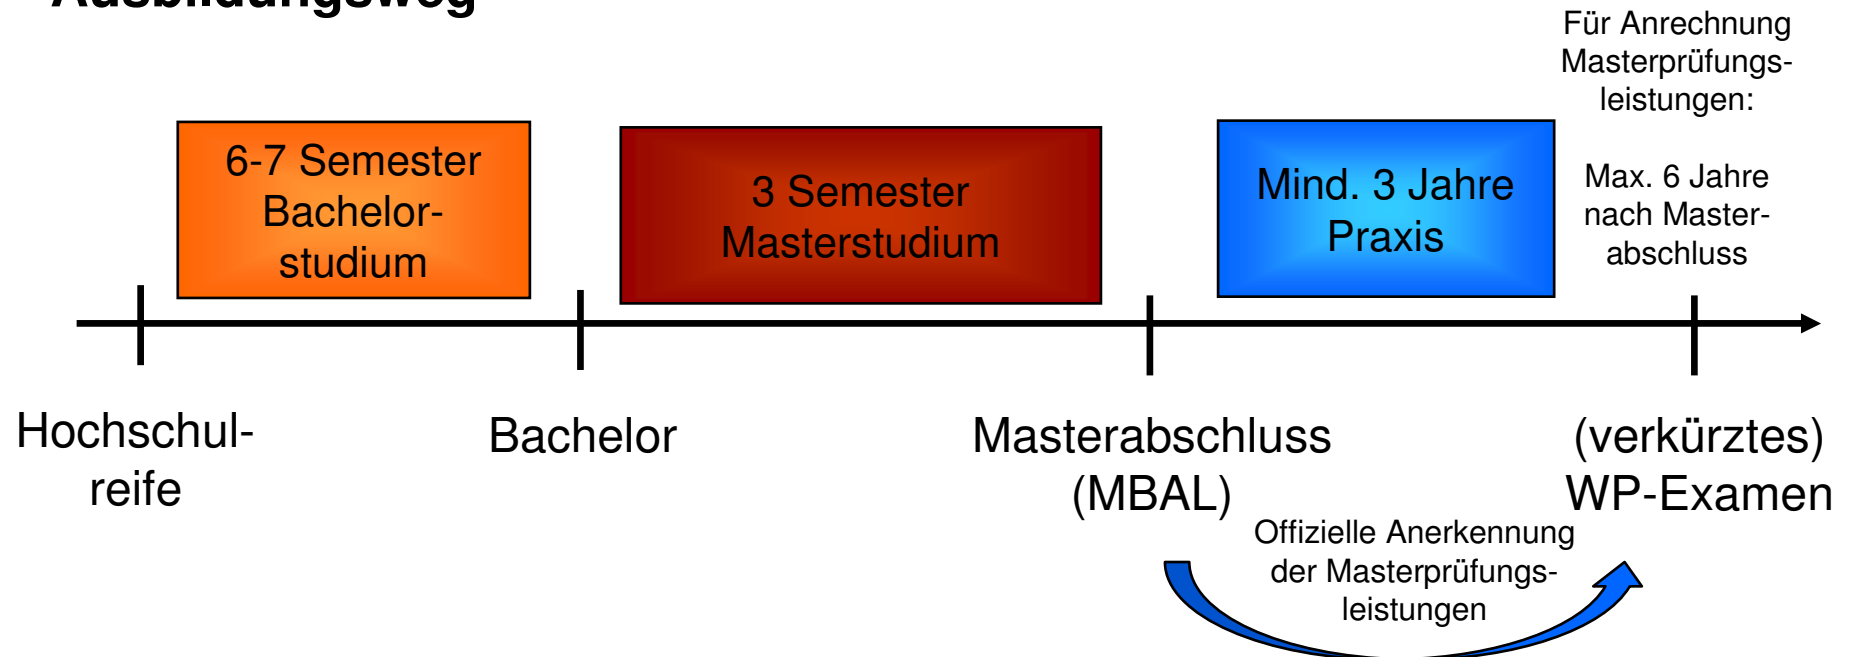 Ausbildungsweg
Für Anrechnung
Masterprüfungs-
leistungen:
Max. 6 Jahre
nach Master-
abschluss
6-7 Semester
Bachelor-
studium
3 Semester
Masterstudium
Mind. 3 Jahre
Praxis
Hochschul-
reife
Bachelor
Masterabschluss
(MBAL)
(verkürztes)
WP-Examen
Offizielle Anerkennung
der Masterprüfungs-
leistungen